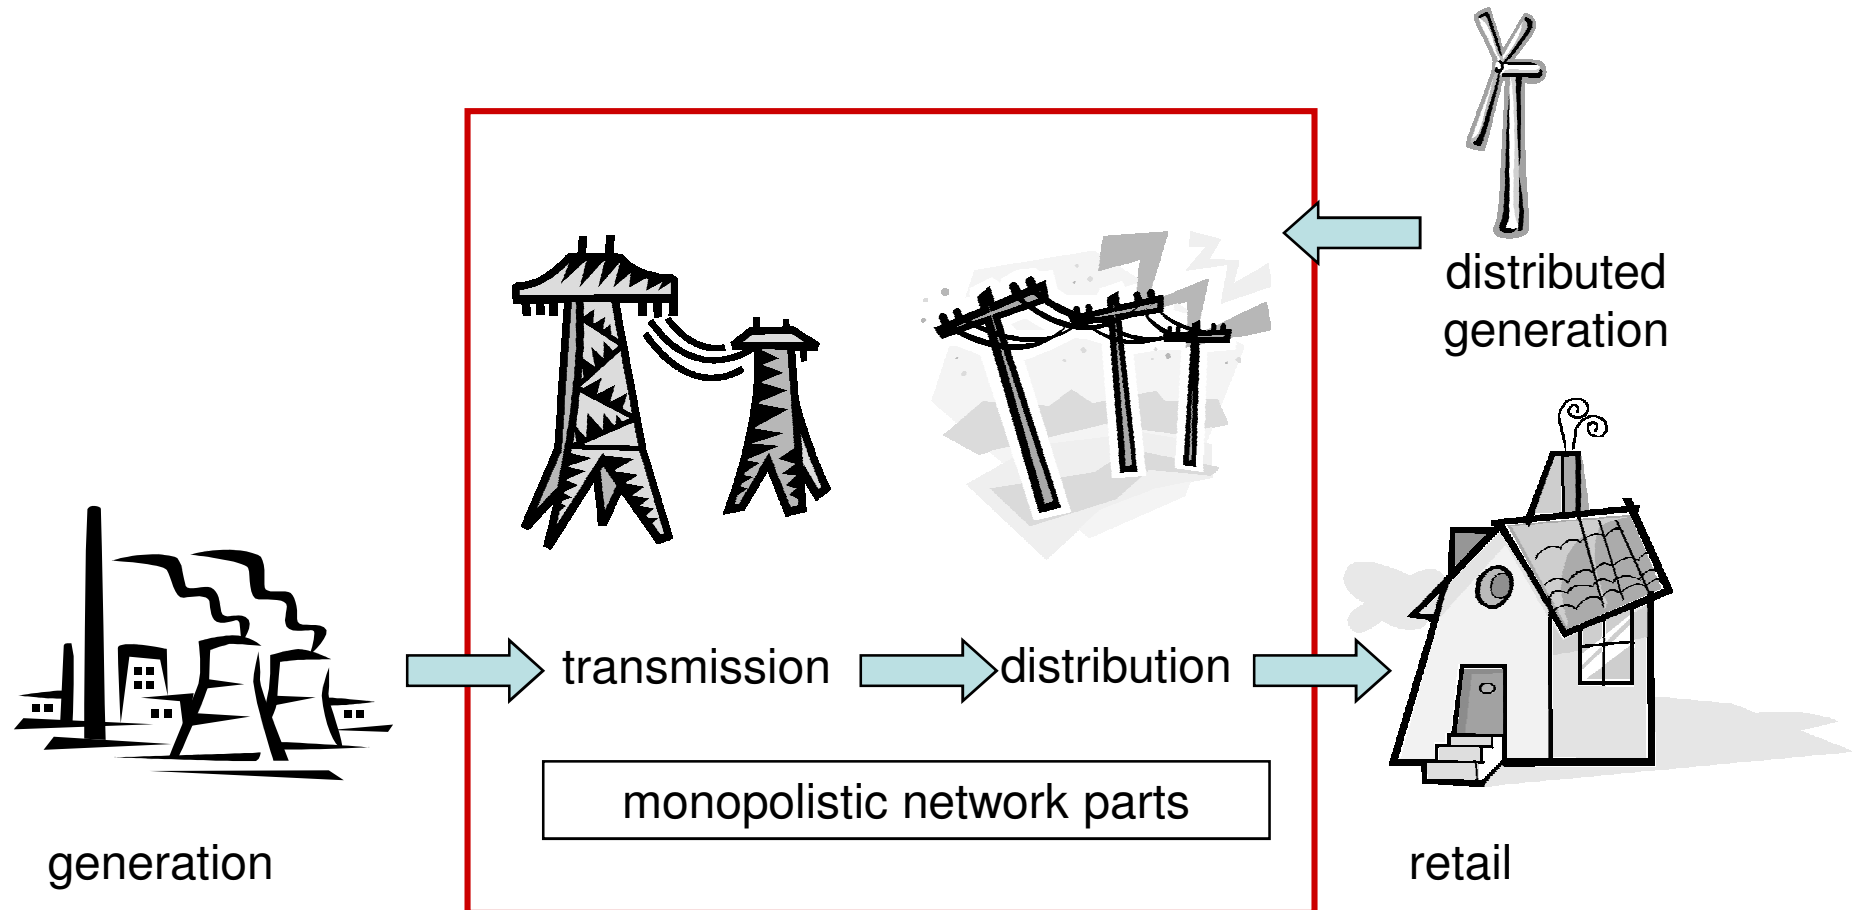 distributed
generation
transmission
distribution
monopolistic network parts
generation
retail